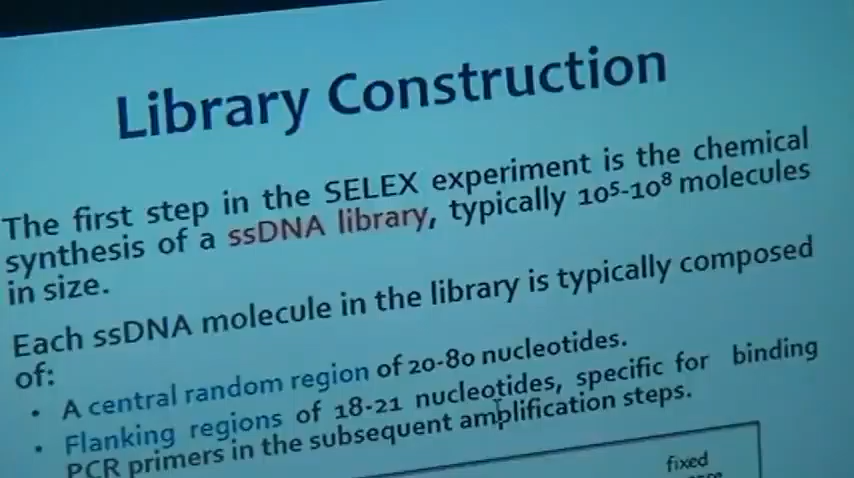 Library Construction
The first step in the SELEX experiment is the chemical
synthesis of a ssDNA library, typically 10⁵-10⁸ molecules
in size.
Each ssDNA molecule in the library is typically composed
of:
• A central random region of 20-80 nucleotides.
• Flanking regions of 18-21 nucleotides, specific for binding
PCR primers in the subsequent amplification steps.
fixed